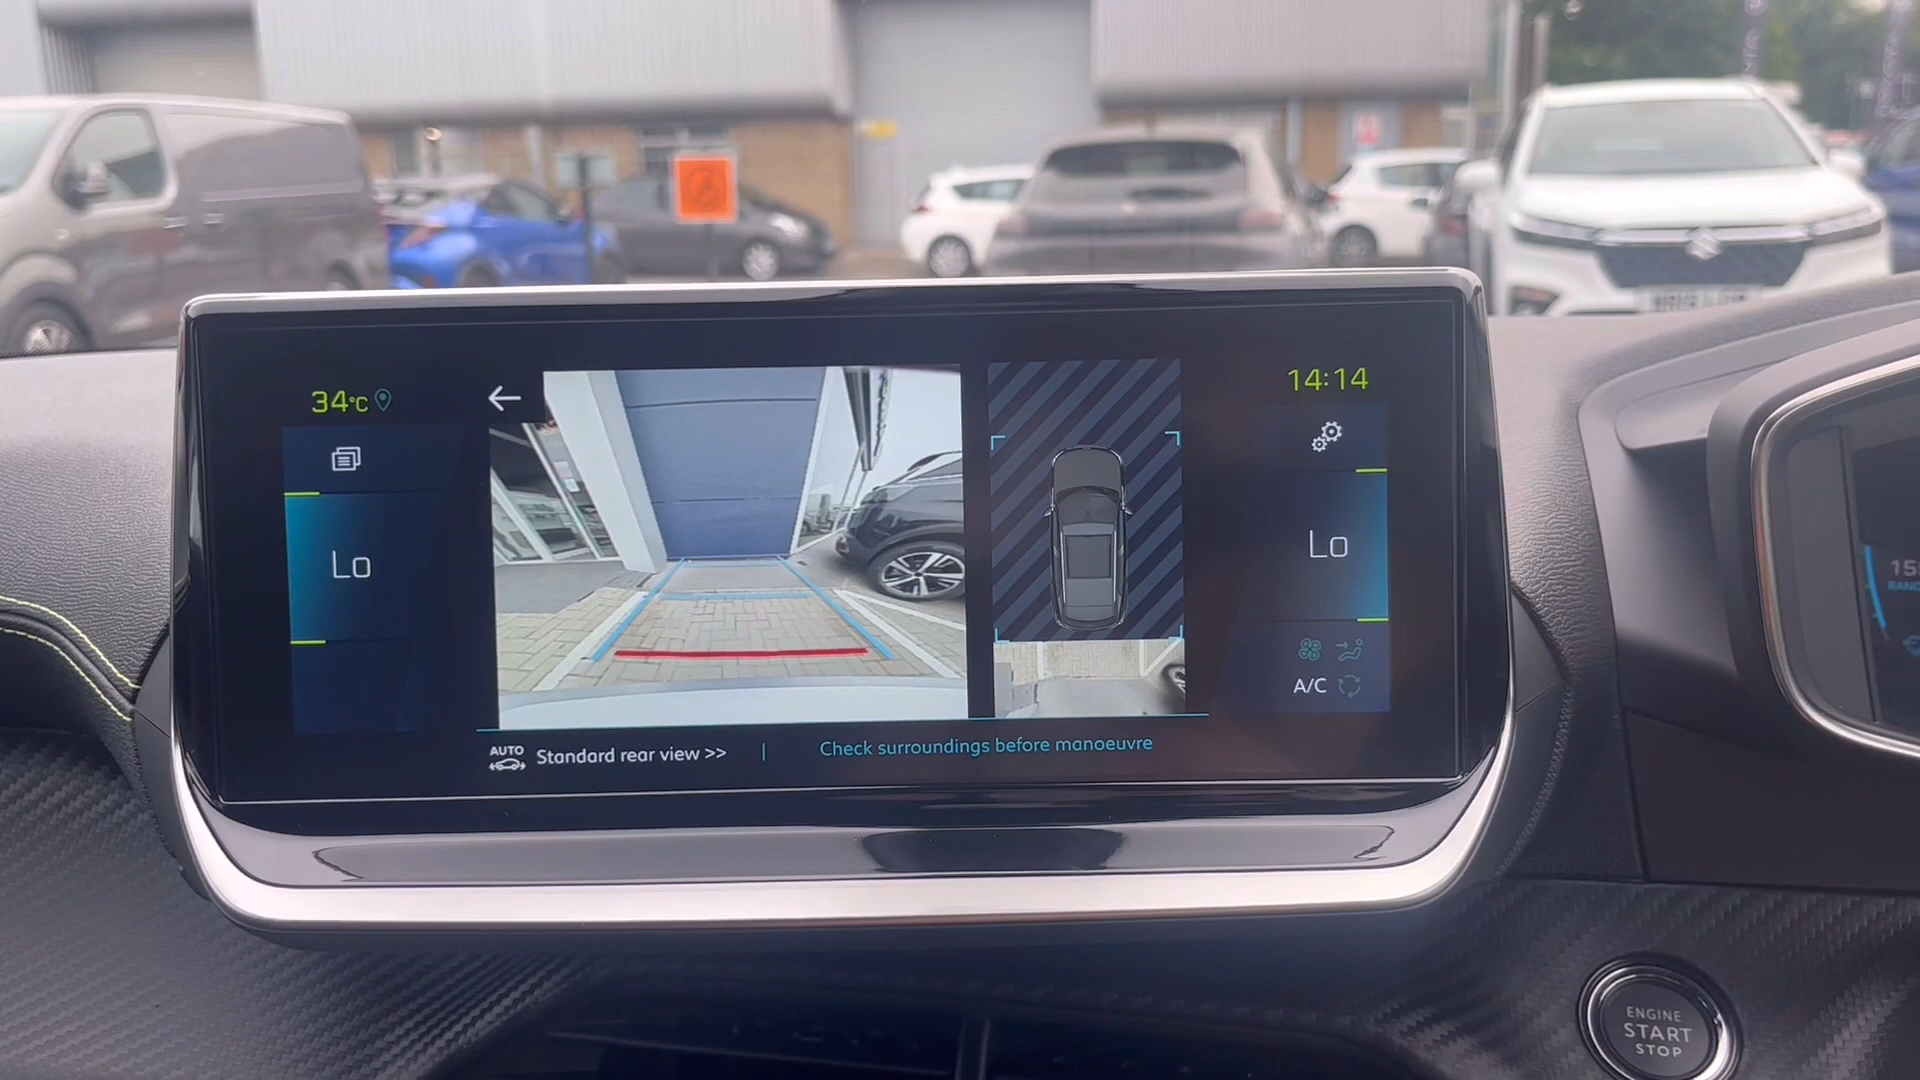 34°C
14:14
Lo
Lo
A/C
AUTO
Standard rear view >>
|
Check surroundings before manoeuvre
ENGINE
START
STOP